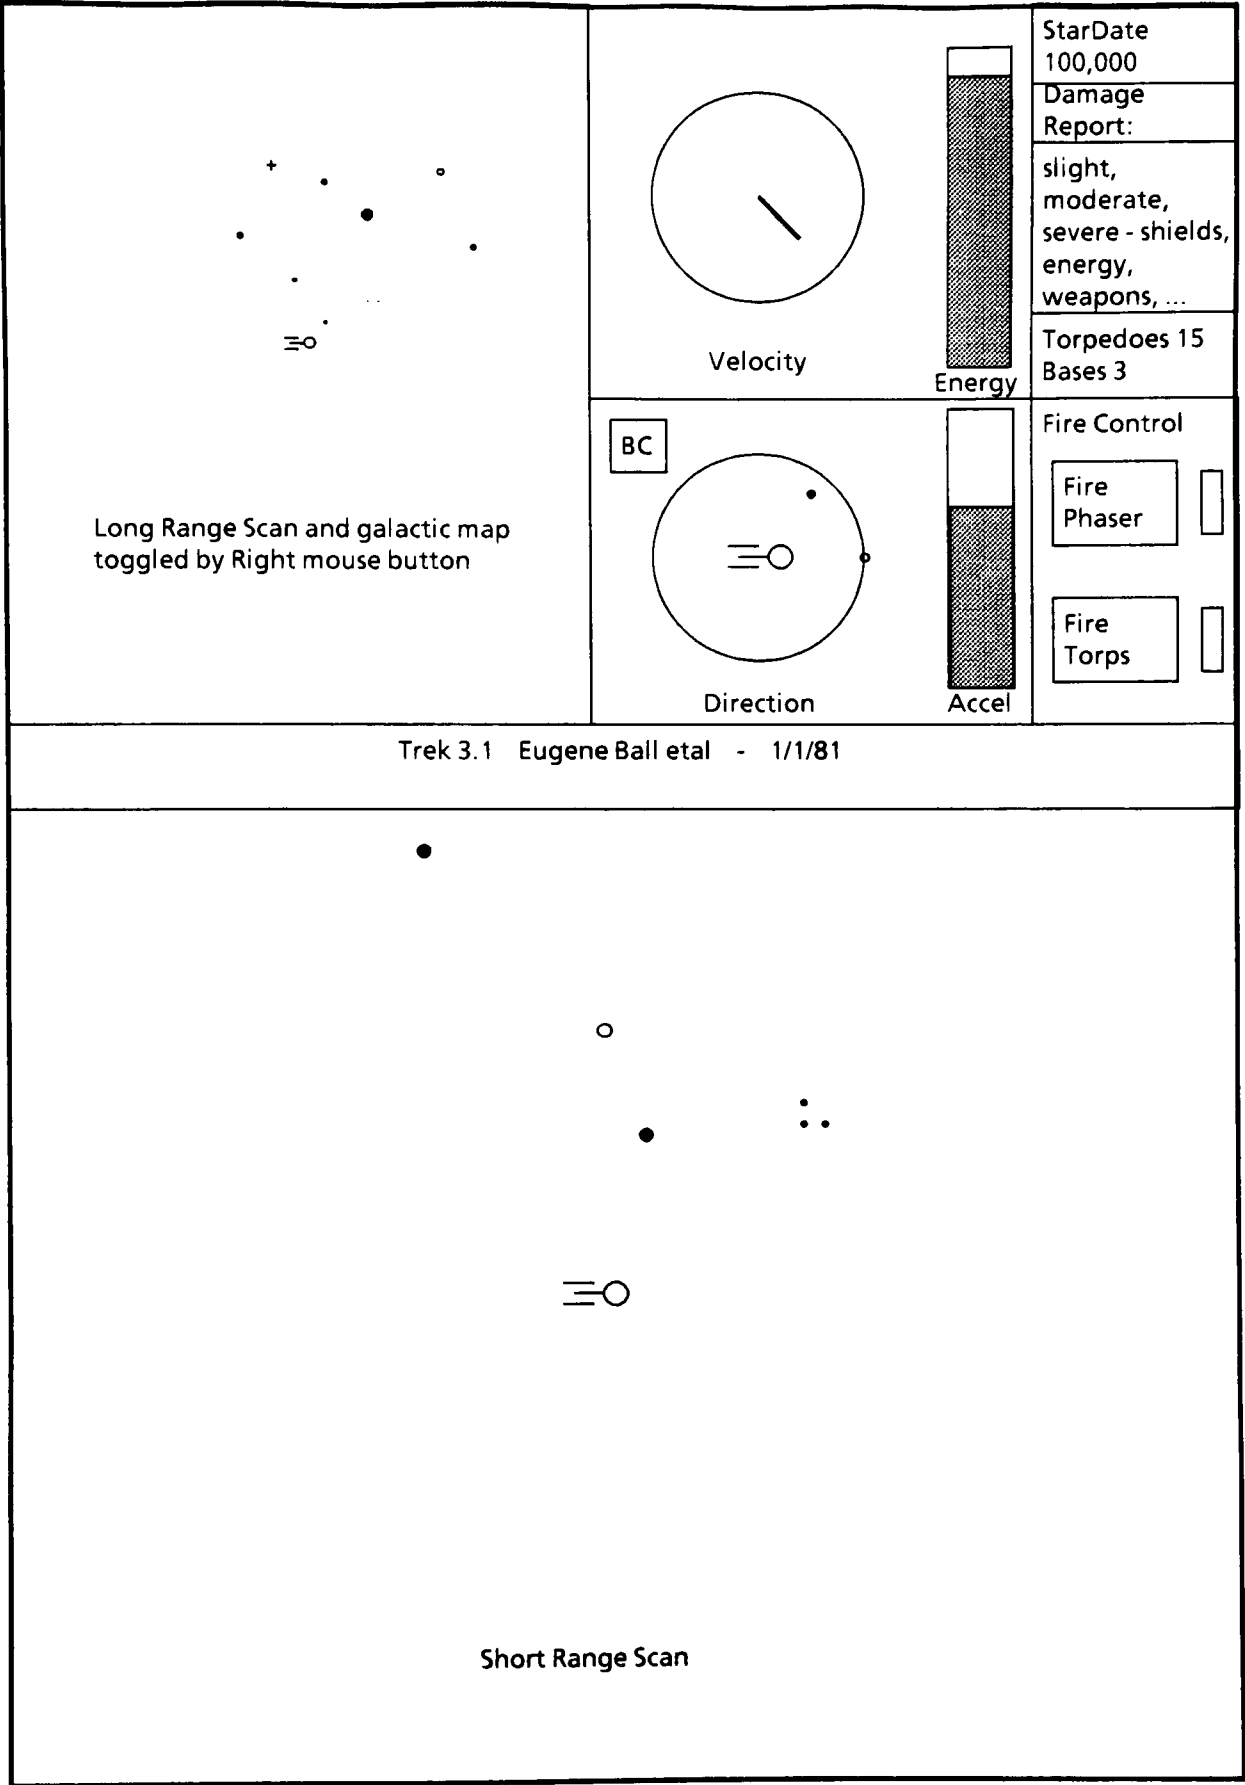 Long Range Scan and galactic map
toggled by Right mouse button
Velocity
Energy
StarDate
100,000
Damage
Report:
slight,
moderate,
severe - shields,
energy,
weapons, ...
Torpedoes 15
Bases 3
BC
Direction
Accel
Fire Control
Fire
Phaser
Fire
Torps
Trek 3.1 Eugene Ball etal - 1/1/81
Short Range Scan